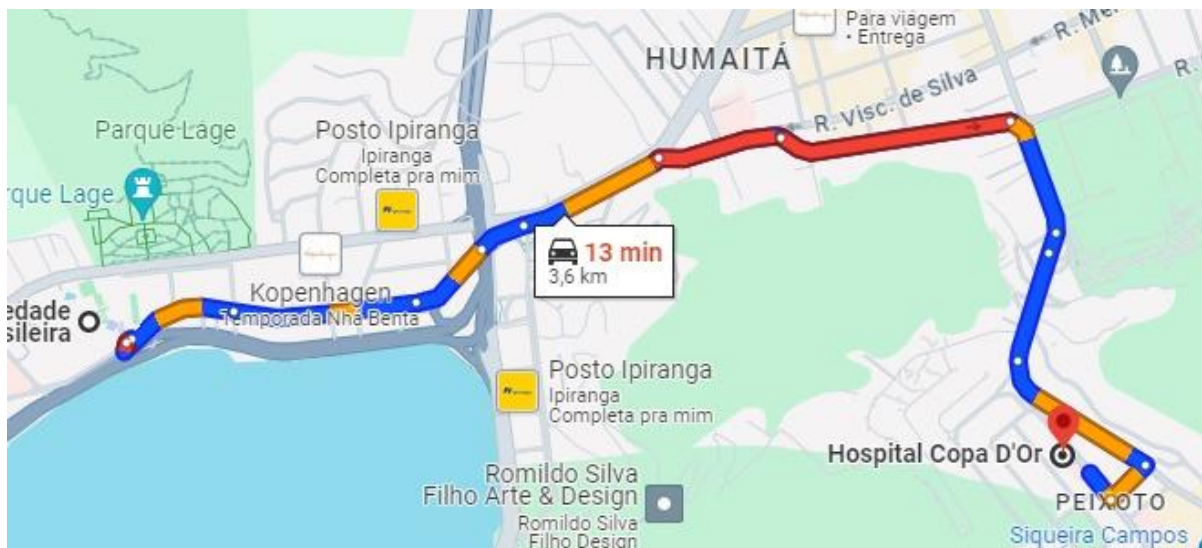 Para viagem
• Entrega
R. Me
HUMAITÁ
R. Visc. de Silva
R.
Parque Lage
Posto Ipiranga
Ipiranga
Completa pra mim
rque Lage
13 min
3,6 km
Kopenhagen
Temporada Nhá Benta
edade
sileira
Posto Ipiranga
Ipiranga
Completa pra mim
Hospital Copa D'Or
Romildo Silva
Filho Arte & Design
Romildo Silva
Filho Design
PEIXOTO
Siqueira Campos